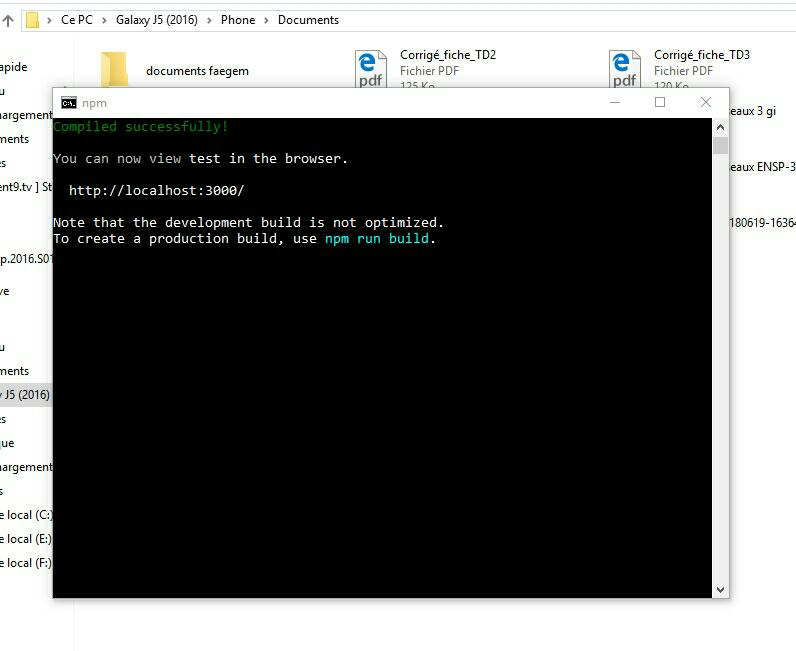 Ce PC > Galaxy J5 (2016) > Phone > Documents
documents faegem
Corrigé_fiche_TD2
Fichier PDF
125 Ko
pdf
Corrigé_fiche_TD3
Fichier PDF
120 Ko
pdf
npm
Compiled successfully!
You can now view test in the browser.
http://localhost:3000/
Note that the development build is not optimized.
To create a production build, use npm run build.
apide
u
hargement
ments
es
ent9.tv ] St
p.2016.S01
ve
u
ments
y J5 (2016)
es
que
hargement
s
e local (C:)
e local (E:)
e local (F:)
eaux 3 gi
eaux ENSP-3
180619-1636